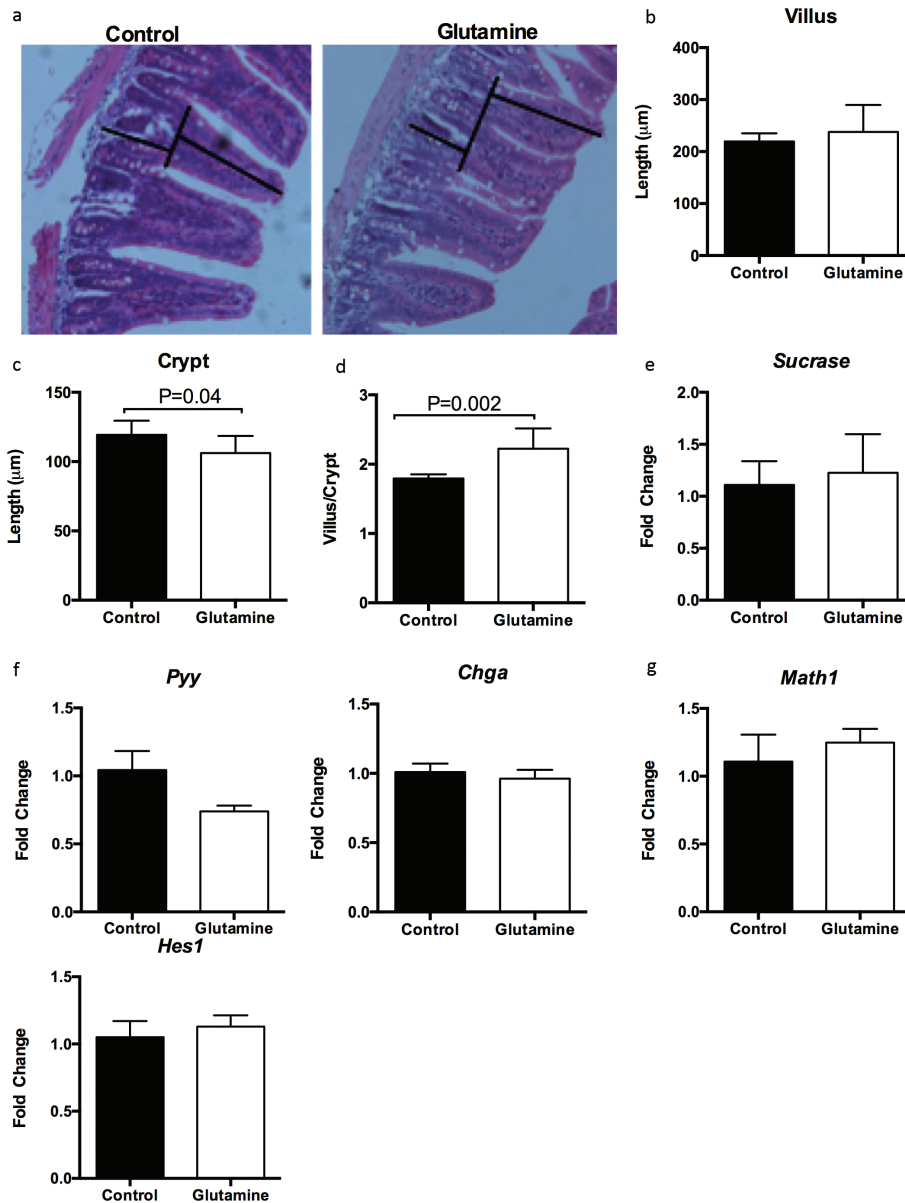 a
Control
Glutamine
b
Villus
Length (μm)
400
300
200
100
0
Control
Glutamine
c
Crypt
P=0.04
Length (μm)
150
100
50
0
Control
Glutamine
d
P=0.002
Villus/Crypt
3
2
1
0
Control
Glutamine
e
Sucrase
Fold Change
2.0
1.5
1.0
0.5
0.0
Control
Glutamine
f
Pyy
Fold Change
1.5
1.0
0.5
0.0
Control
Glutamine
Chga
Fold Change
1.5
1.0
0.5
0.0
Control
Glutamine
g
Math1
Fold Change
1.5
1.0
0.5
0.0
Control
Glutamine
Hes1
Fold Change
1.5
1.0
0.5
0.0
Control
Glutamine